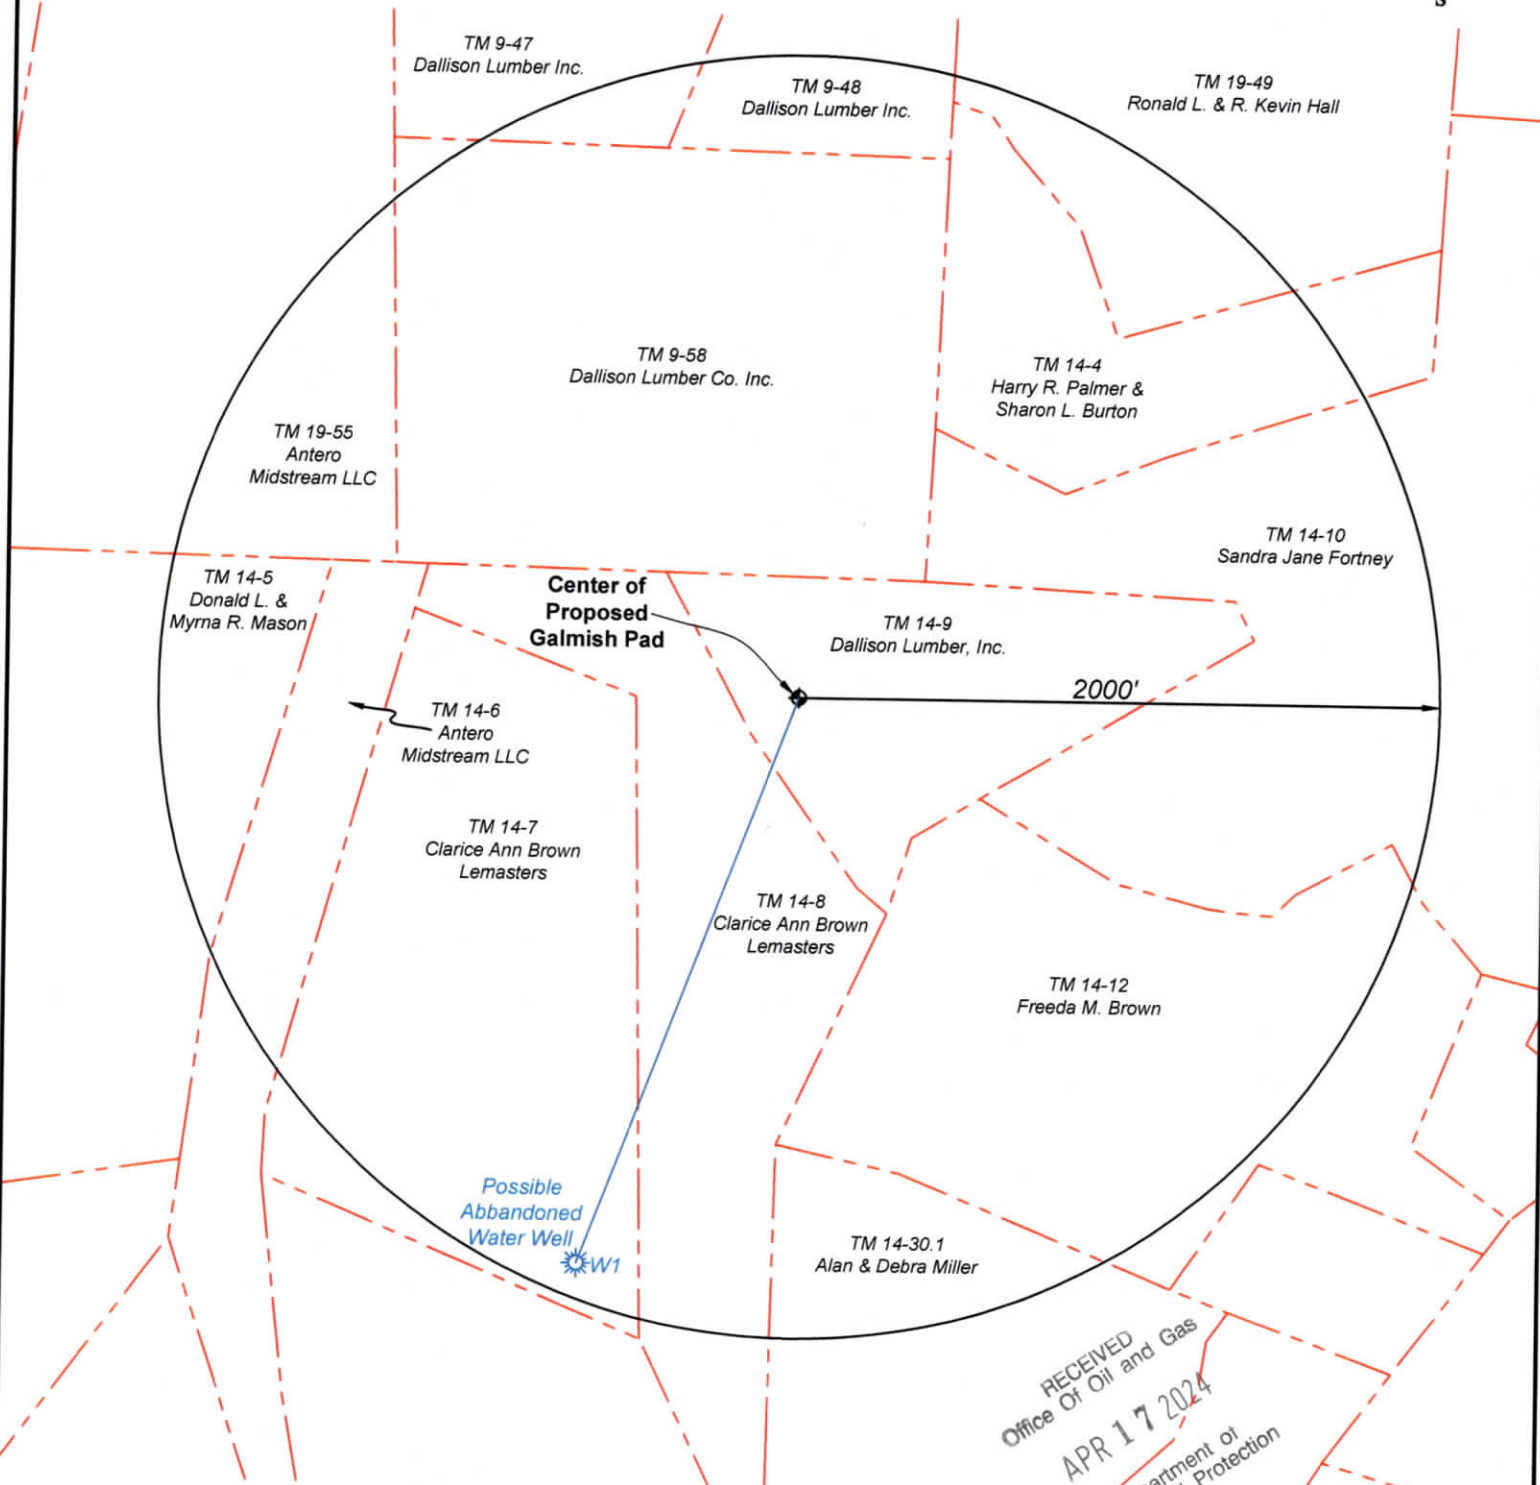 S
TM 9-47
Dallison Lumber Inc.
TM 9-48
Dallison Lumber Inc.
TM 19-49
Ronald L. & R. Kevin Hall
TM 9-58
Dallison Lumber Co. Inc.
TM 14-4
Harry R. Palmer &
Sharon L. Burton
TM 19-55
Antero
Midstream LLC
TM 14-10
Sandra Jane Fortney
TM 14-5
Donald L. &
Myrna R. Mason
Center of
Proposed
Galmish Pad
TM 14-9
Dallison Lumber, Inc.
2000'
TM 14-6
Antero
Midstream LLC
TM 14-7
Clarice Ann Brown
Lemasters
TM 14-8
Clarice Ann Brown
Lemasters
TM 14-12
Freeda M. Brown
Possible
Abbandoned
Water Well
W1
TM 14-30.1
Alan & Debra Miller
RECEIVED
Office Of Oil and Gas
APR 17 2024
artment of
Protection